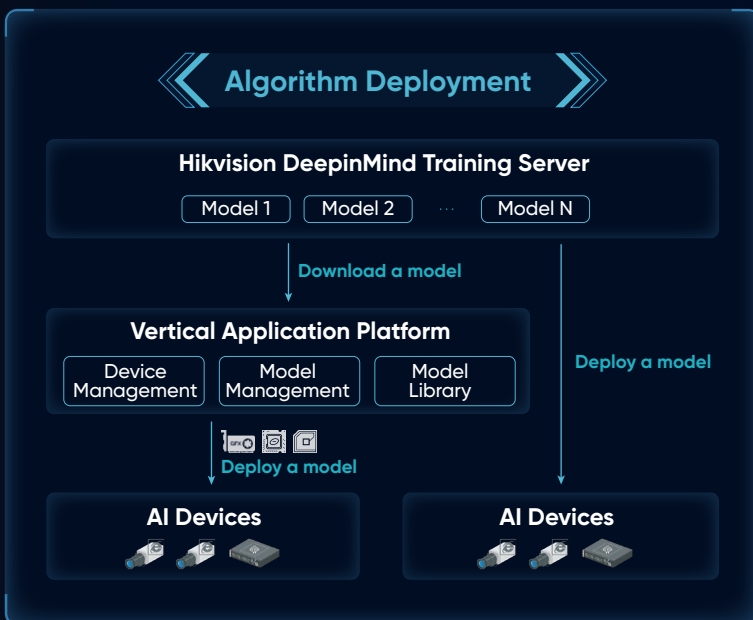 Algorithm Deployment
Hikvision DeepinMind Training Server
Model 1
Model 2
...
Model N
Download a model
Vertical Application Platform
Device
Management
Model
Management
Model
Library
Deploy a model
GFX
Deploy a model
AI Devices
AI Devices